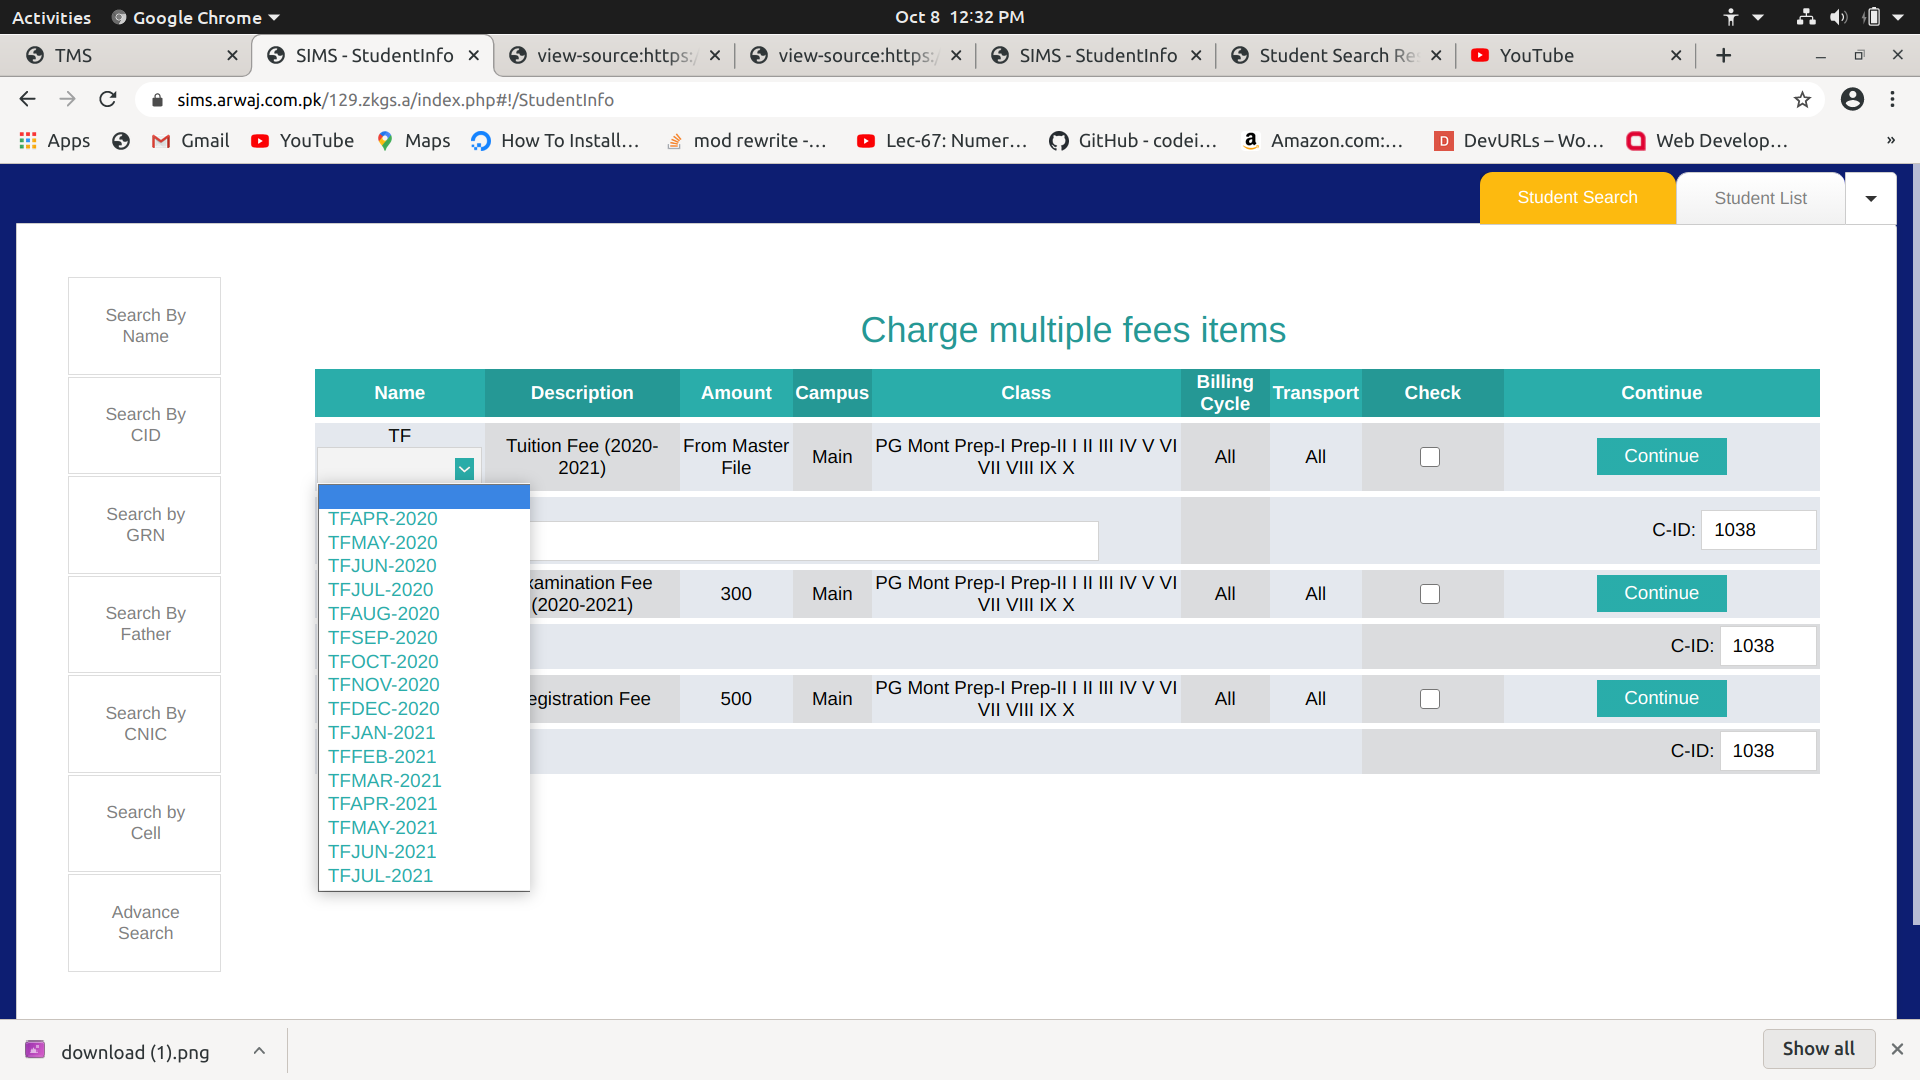 Activities Google Chrome Oct 8 12:32 PM
TMS SIMS - StudentInfo view-source:https:/ view-source:https:/ SIMS - StudentInfo Student Search Re YouTube
sims.arwaj.com.pk/129.zkgs.a/index.php#!/StudentInfo
Apps Gmail YouTube Maps How To Install... mod rewrite -... Lec-67: Numer... GitHub - codei... Amazon.com:... DevURLs – Wo... Web Develop... »
Student Search Student List
Search By
Name
Search By
CID
Search by
GRN
Search By
Father
Search By
CNIC
Search by
Cell
Advance
Search
Charge multiple fees items
Name Description Amount Campus Class Billing Cycle Transport Check Continue
TF Tuition Fee (2020-2021) From Master File Main PG Mont Prep-I Prep-II I II III IV V VI VII VIII IX X All All Continue
C-ID: 1038
xamination Fee (2020-2021) 300 Main PG Mont Prep-I Prep-II I II III IV V VI VII VIII IX X All All Continue
C-ID: 1038
egistration Fee 500 Main PG Mont Prep-I Prep-II I II III IV V VI VII VIII IX X All All Continue
C-ID: 1038
TFAPR-2020
TFMAY-2020
TFJUN-2020
TFJUL-2020
TFAUG-2020
TFSEP-2020
TFOCT-2020
TFNOV-2020
TFDEC-2020
TFJAN-2021
TFFEB-2021
TFMAR-2021
TFAPR-2021
TFMAY-2021
TFJUN-2021
TFJUL-2021
download (1).png Show all